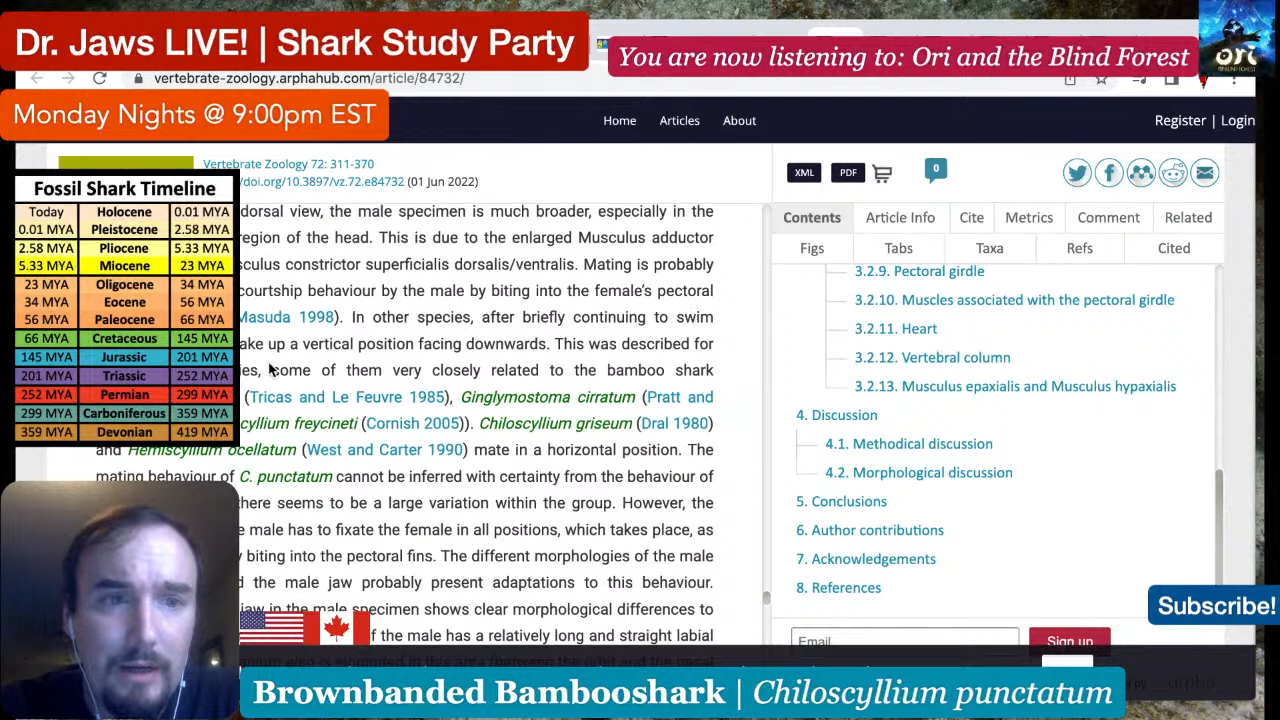 Dr. Jaws LIVE! | Shark Study Party
You are now listening to: Ori and the Blind Forest
ori
vertebrate-zoology.arphahub.com/article/84732/
Monday Nights @ 9:00pm EST
Home Articles About
Register | Login
Vertebrate Zoology 72: 311-370
/doi.org/10.3897/vz.72.e84732 (01 Jun 2022)
XML PDF 0
Fossil Shark Timeline
Today Holocene 0.01 MYA
0.01 MYA Pleistocene 2.58 MYA
2.58 MYA Pliocene 5.33 MYA
5.33 MYA Miocene 23 MYA
23 MYA Oligocene 34 MYA
34 MYA Eocene 56 MYA
56 MYA Paleocene 66 MYA
66 MYA Cretaceous 145 MYA
145 MYA Jurassic 201 MYA
201 MYA Triassic 252 MYA
252 MYA Permian 299 MYA
299 MYA Carboniferous 359 MYA
359 MYA Devonian 419 MYA
dorsal view, the male specimen is much broader, especially in the
region of the head. This is due to the enlarged Musculus adductor
sculus constrictor superficialis dorsalis/ventralis. Mating is probably
courtship behaviour by the male by biting into the female's pectoral
Masuda 1998). In other species, after briefly continuing to swim
ake up a vertical position facing downwards. This was described for
ies, some of them very closely related to the bamboo shark
(Tricas and Le Feuvre 1985), Ginglymostoma cirratum (Pratt and
cyllium freycineti (Cornish 2005)). Chiloscyllium griseum (Dral 1980)
and Hemiscyllium ocellatum (West and Carter 1990) mate in a horizontal position. The
mating behaviour of C. punctatum cannot be inferred with certainty from the behaviour of
there seems to be a large variation within the group. However, the
e male has to fixate the female in all positions, which takes place, as
y biting into the pectoral fins. The different morphologies of the male
d the male jaw probably present adaptations to this behaviour.
jaw in the male specimen shows clear morphological differences to
of the male has a relatively long and straight labial
Contents Article Info Cite Metrics Comment Related
Figs Tabs Taxa Refs Cited
3.2.9. Pectoral girdle
3.2.10. Muscles associated with the pectoral girdle
3.2.11. Heart
3.2.12. Vertebral column
3.2.13. Musculus epaxialis and Musculus hypaxialis
4. Discussion
4.1. Methodical discussion
4.2. Morphological discussion
5. Conclusions
6. Author contributions
7. Acknowledgements
8. References
Subscribe!
Email
Sign up
Brownbanded Bambooshark | Chiloscyllium punctatum